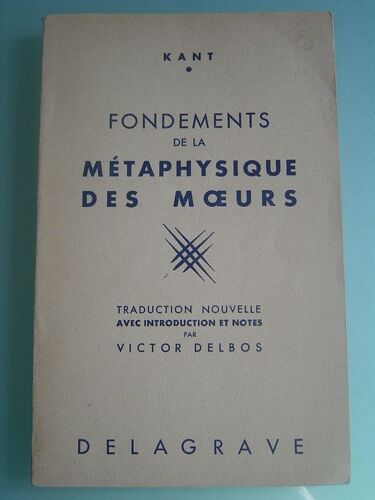 KANT
FONDEMENTS
DE LA
MÉTAPHYSIQUE
DES MŒURS
TRADUCTION NOUVELLE
AVEC INTRODUCTION ET NOTES
PAR
VICTOR DELBOS
DELAGRAVE